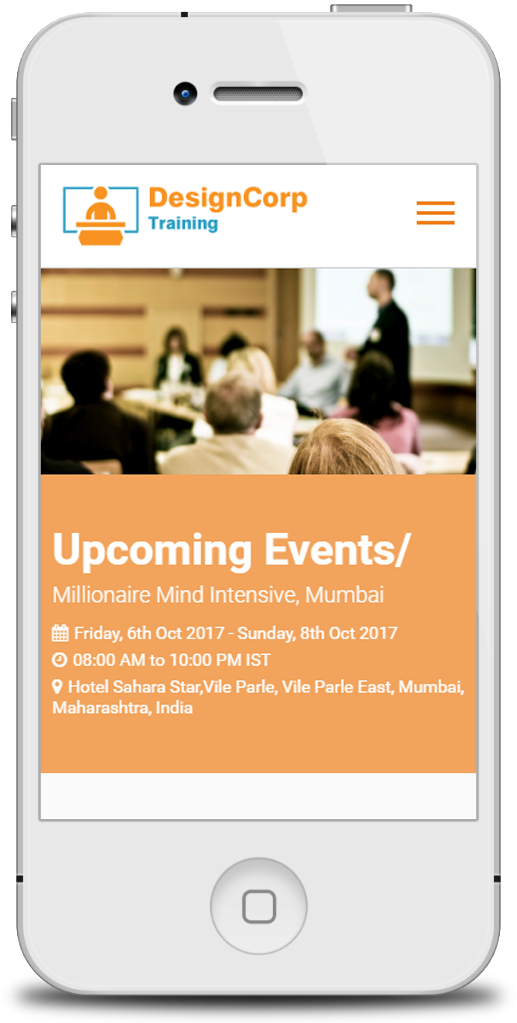 DesignCorp
Training
Upcoming Events/
Millionaire Mind Intensive, Mumbai
Friday, 6th Oct 2017 - Sunday, 8th Oct 2017
08:00 AM to 10:00 PM IST
Hotel Sahara Star,Vile Parle, Vile Parle East, Mumbai,
Maharashtra, India